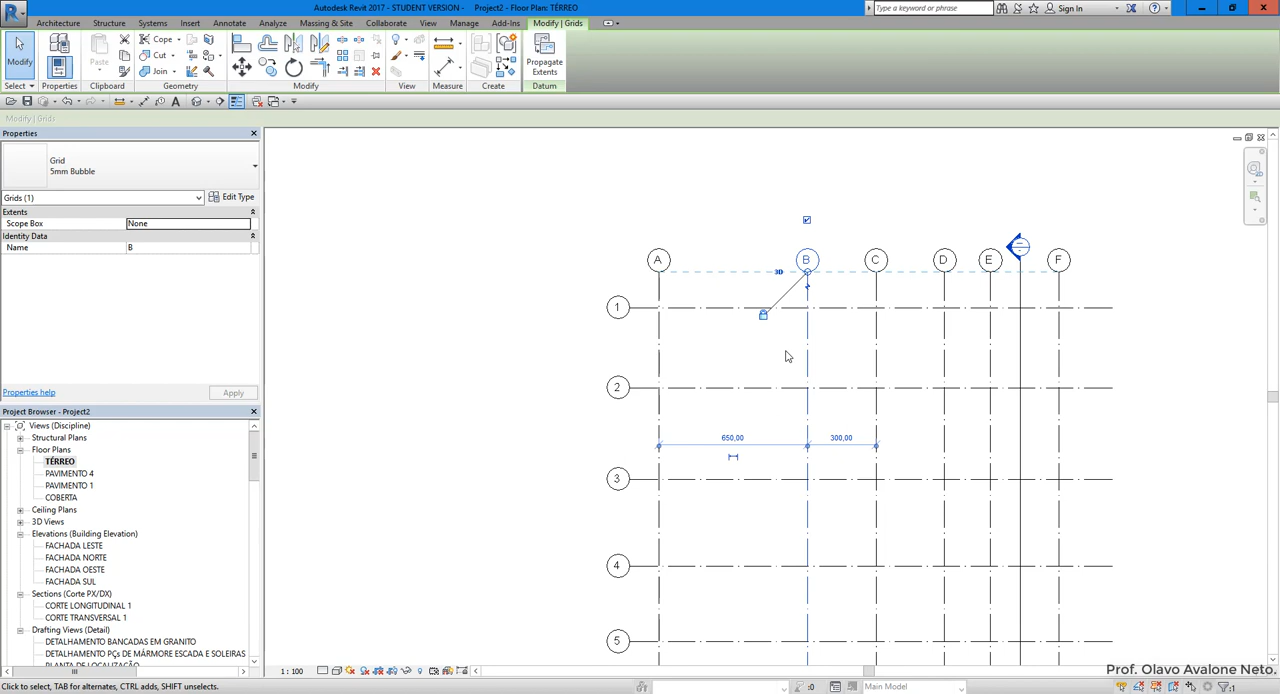 Autodesk Revit 2017 - STUDENT VERSION - Project2 - Floor Plan: TÉRREO
Type a keyword or phrase
Sign In
Architecture Structure Systems Insert Annotate Analyze Massing & Site Collaborate View Manage Add-Ins Modify | Grids
Modify
Paste
Cope
Cut
Join
Propagate
Extents
Select Properties Clipboard Geometry Modify View Measure Create Datum
Modify | Grids
Properties
Grid
5mm Bubble
Grids (1)
Edit Type
Extents
Scope Box None
Identity Data
Name B
Properties help
Apply
Project Browser - Project2
Views (Discipline)
Structural Plans
Floor Plans
TÉRREO
PAVIMENTO 4
PAVIMENTO 1
COBERTA
Ceiling Plans
3D Views
Elevations (Building Elevation)
FACHADA LESTE
FACHADA NORTE
FACHADA OESTE
FACHADA SUL
Sections (Corte PX/DX)
CORTE LONGITUDINAL 1
CORTE TRANSVERSAL 1
Drafting Views (Detail)
DETALHAMENTO BANCADAS EM GRANITO
DETALHAMENTO PÇs DE MÁRMORE ESCADA E SOLEIRAS
PLANTA DE LOCALIZAÇÃO
A B C D E F
3D
1
2
650,00 300,00
3
4
5
1 : 100
Prof. Olavo Avalone Neto.
Click to select, TAB for alternates, CTRL adds, SHIFT unselects.
:0
Main Model
:1